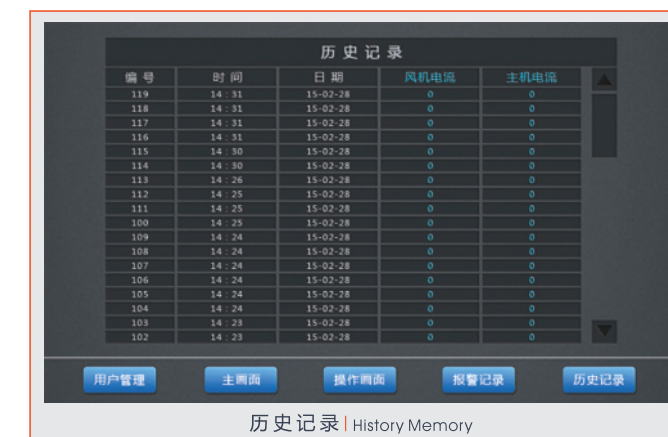 历史记录
编号 时间 日期 风机电流 主机电流
119 14:31 15-02-28 0 0
118 14:31 15-02-28 0 0
117 14:31 15-02-28 0 0
116 14:31 15-02-28 0 0
115 14:30 15-02-28 0 0
114 14:30 15-02-28 0 0
113 14:26 15-02-28 0 0
112 14:25 15-02-28 0 0
111 14:25 15-02-28 0 0
100 14:25 15-02-28 0 0
109 14:24 15-02-28 0 0
108 14:24 15-02-28 0 0
107 14:24 15-02-28 0 0
106 14:24 15-02-28 0 0
105 14:24 15-02-28 0 0
104 14:24 15-02-28 0 0
103 14:23 15-02-28 0 0
102 14:23 15-02-28 0 0
用户管理 主画面 操作画面 报警记录 历史记录
历史记录 | History Memory